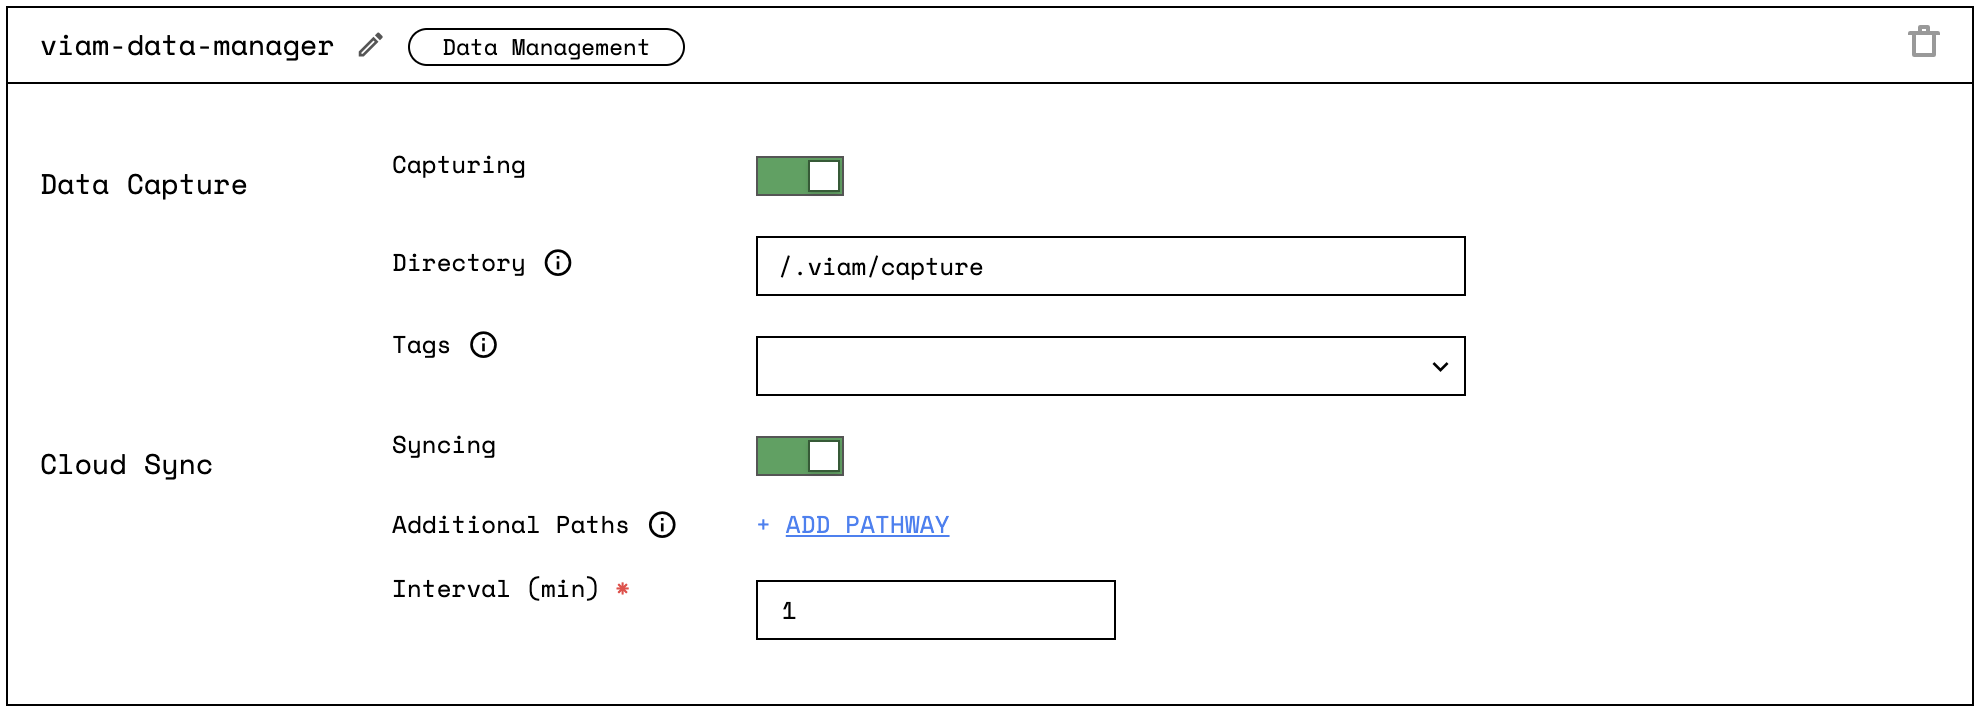 viam-data-manager Data Management
Data Capture
Capturing
Directory /.viam/capture
Tags
Cloud Sync
Syncing
Additional Paths + ADD PATHWAY
Interval (min) *
1